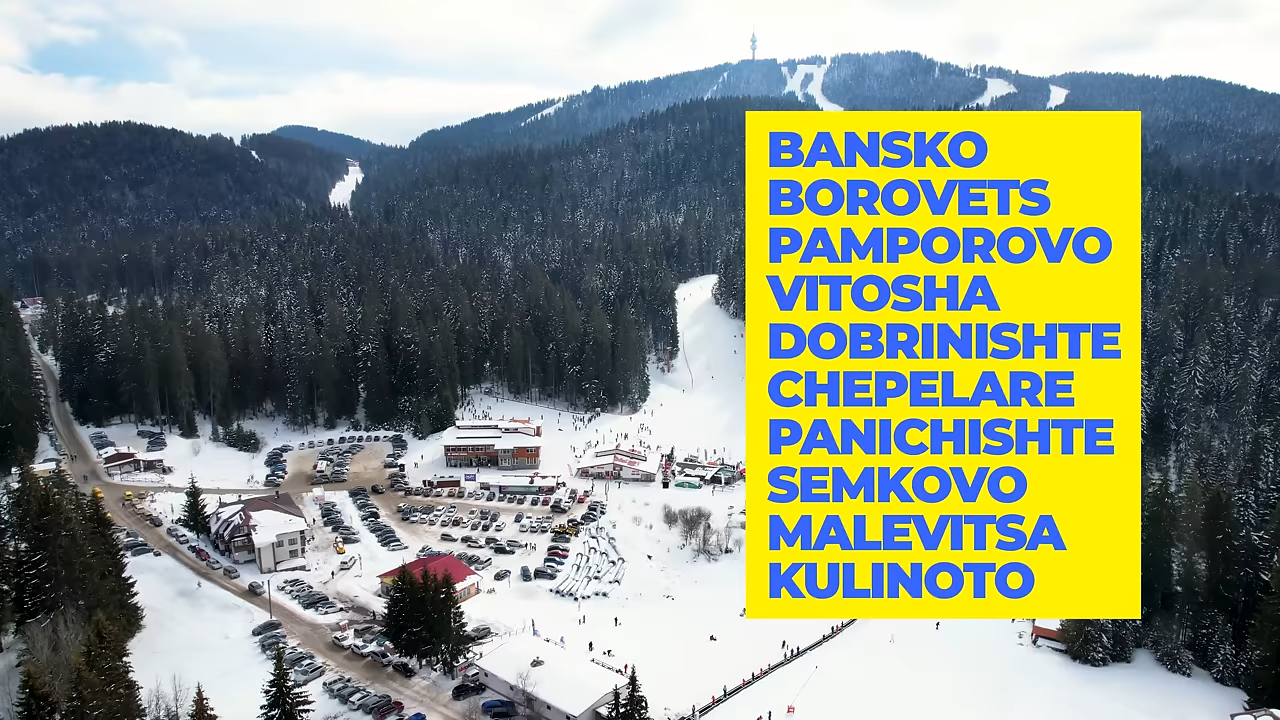 BANSKO
BOROVETS
PAMPOROVO
VITOSHA
DOBRINISHTE
CHEPELARE
PANICHISHTE
SEMKOVO
MALEVITSA
KULINOTO